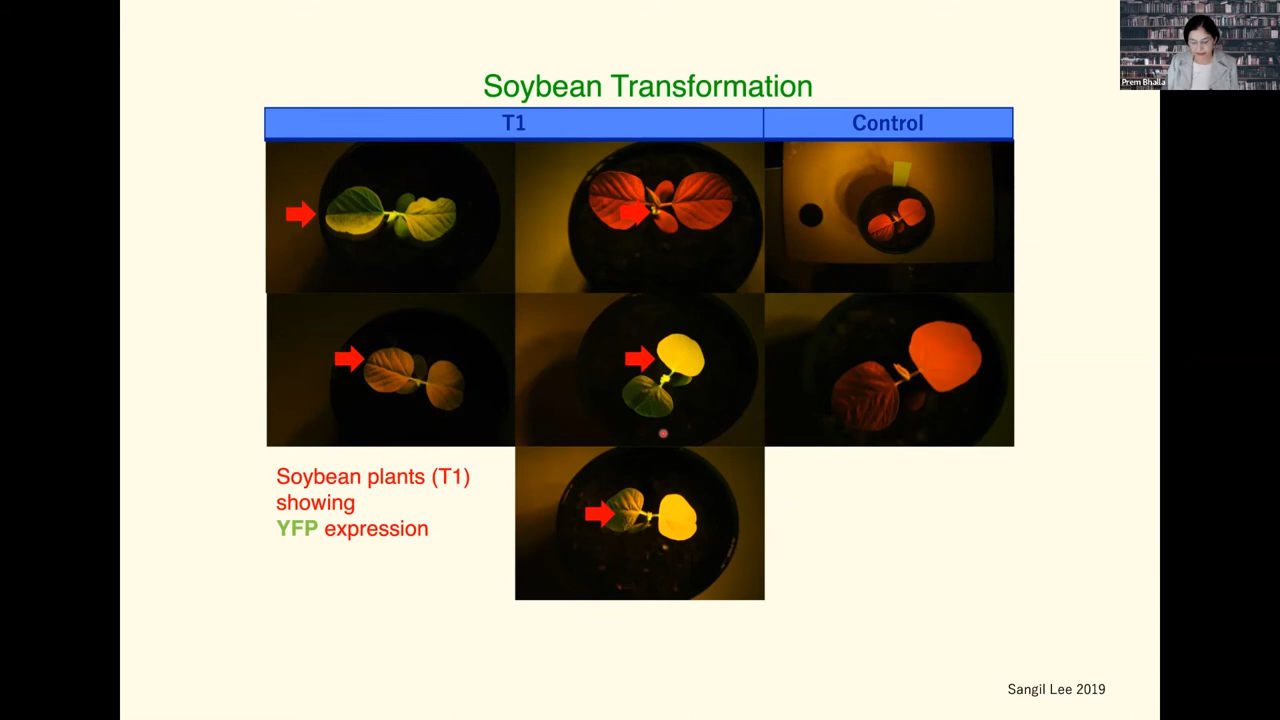 Prem Bhalla
Soybean Transformation
T1
Control
Soybean plants (T1)
showing
YFP expression
Sangil Lee 2019